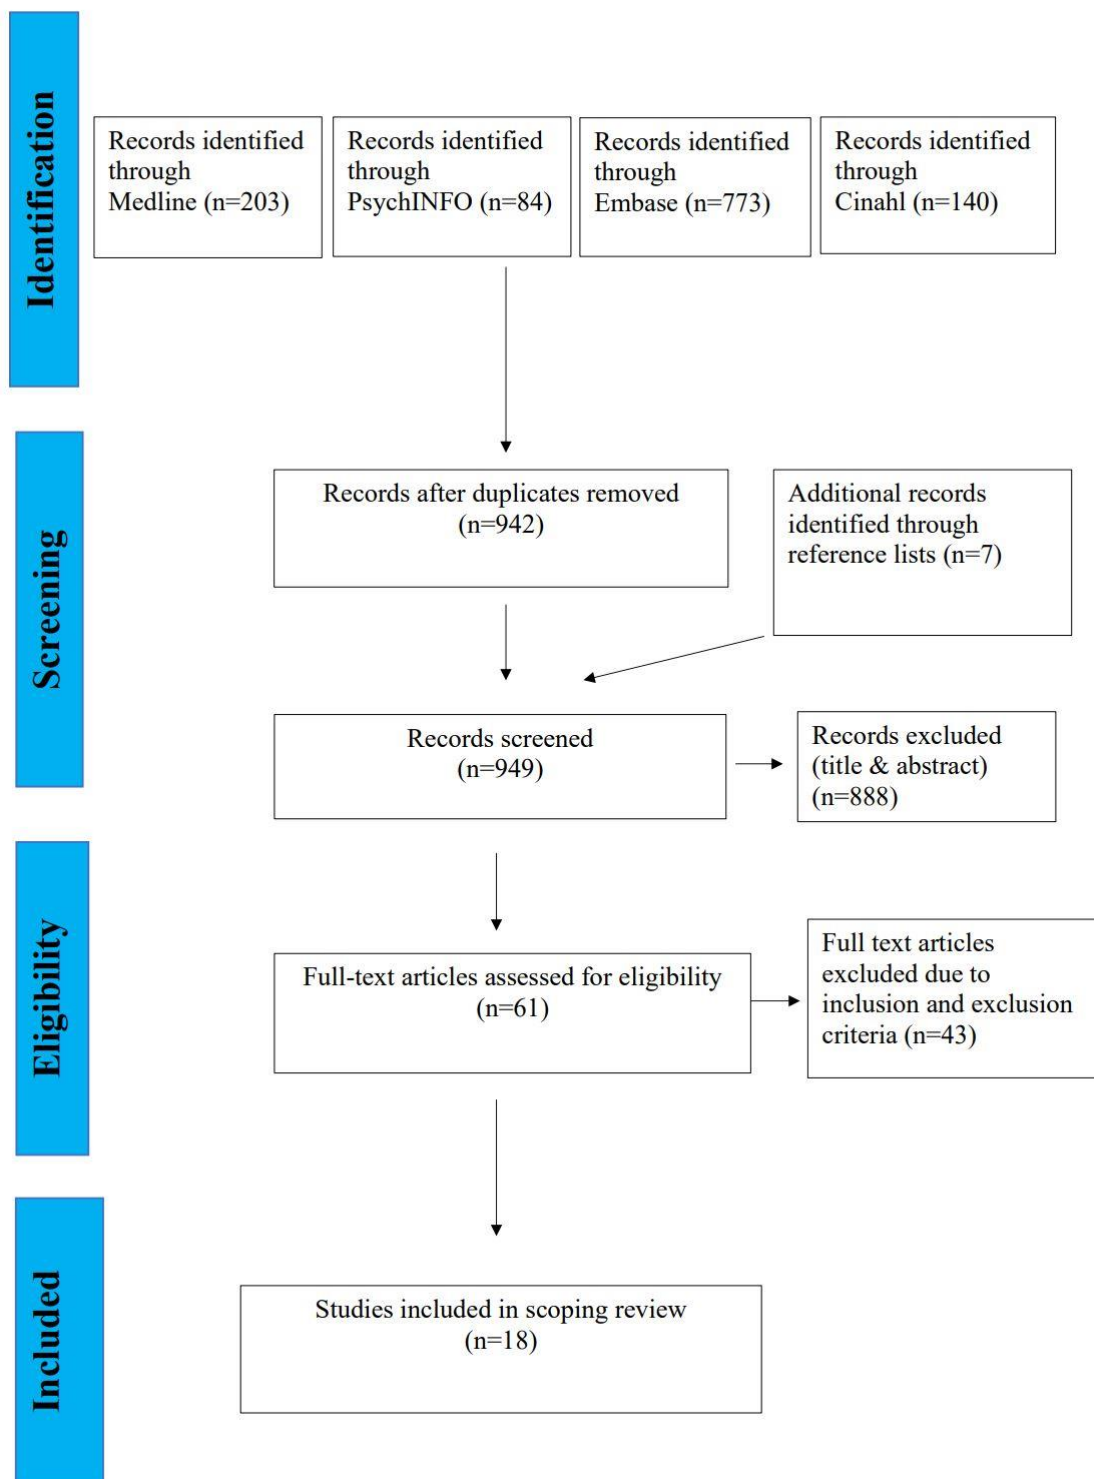 Identification
Records identified
through
Medline (n=203)
Records identified
through
PsychINFO (n=84)
Records identified
through
Embase (n=773)
Records identified
through
Cinahl (n=140)
Screening
Records after duplicates removed
(n=942)
Additional records
identified through
reference lists (n=7)
Records screened
(n=949)
Records excluded
(title & abstract)
(n=888)
Eligibility
Full-text articles assessed for eligibility
(n=61)
Full text articles
excluded due to
inclusion and exclusion
criteria (n=43)
Included
Studies included in scoping review
(n=18)